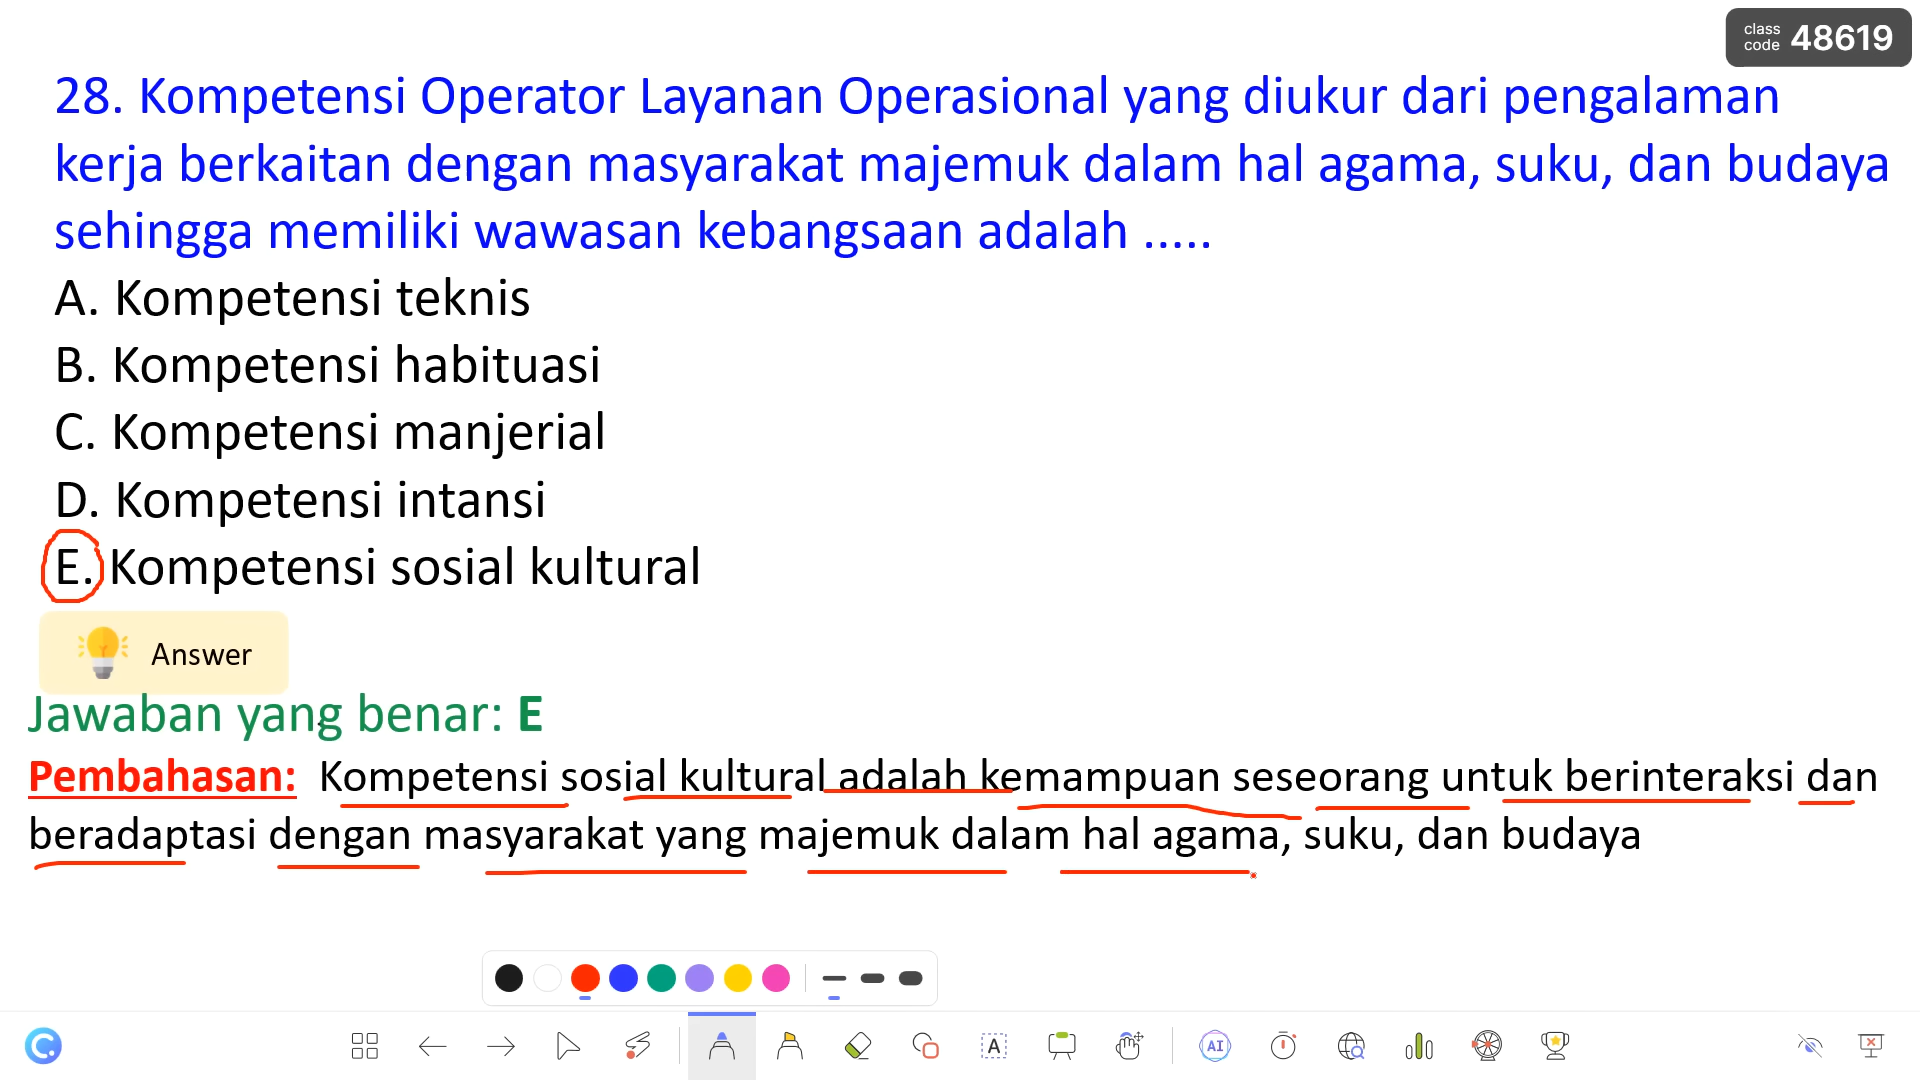 class
code 48619
28. Kompetensi Operator Layanan Operasional yang diukur dari pengalaman
kerja berkaitan dengan masyarakat majemuk dalam hal agama, suku, dan budaya
sehingga memiliki wawasan kebangsaan adalah .....
A. Kompetensi teknis
B. Kompetensi habituasi
C. Kompetensi manjerial
D. Kompetensi intansi
E. Kompetensi sosial kultural
Answer
Jawaban yang benar: E
Pembahasan: Kompetensi sosial kultural adalah kemampuan seseorang untuk berinteraksi dan
beradaptasi dengan masyarakat yang majemuk dalam hal agama, suku, dan budaya
A
AI